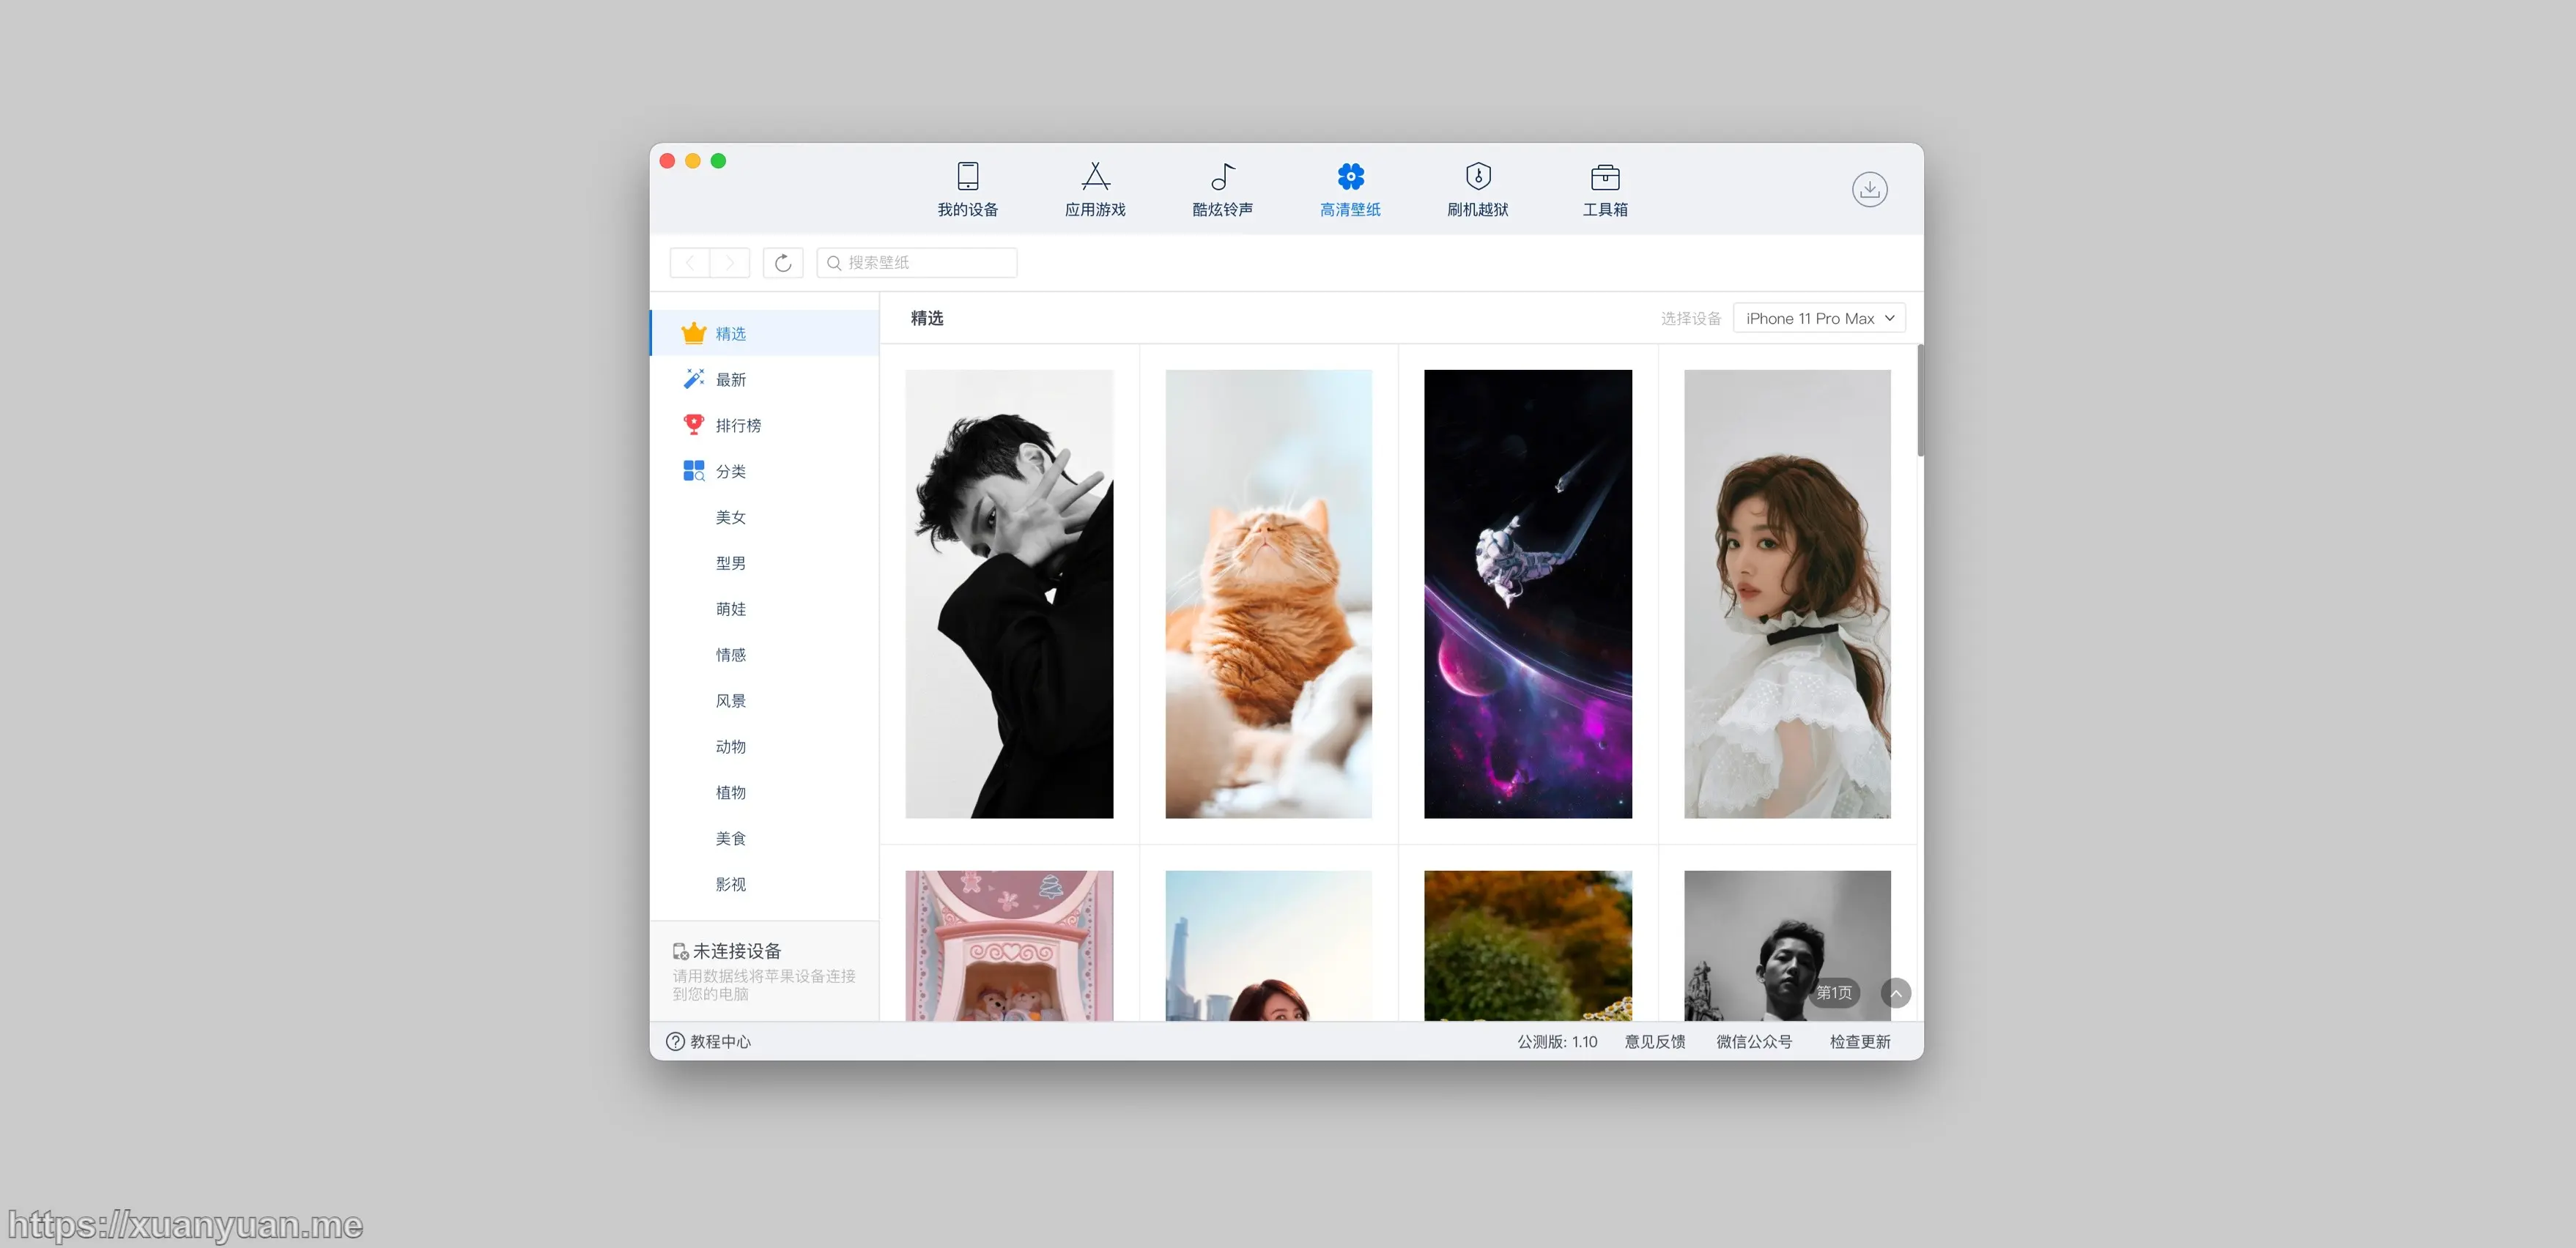 我的设备
应用游戏
酷炫铃声
高清壁纸
刷机越狱
工具箱
搜索壁纸
精选
最新
排行榜
分类
美女
型男
萌娃
情感
风景
动物
植物
美食
影视
未连接设备
请用数据线将苹果设备连接
到您的电脑
精选
选择设备
iPhone 11 Pro Max
第1页
教程中心
公测版: 1.10
意见反馈
微信公众号
检查更新
https://xuanyuan.me